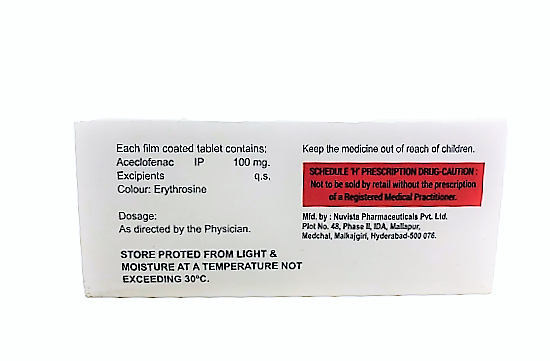 Each film coated tablet contains;
Aceclofenac IP 100 mg.
Excipients q.s.
Colour: Erythrosine
Dosage:
As directed by the Physician.
STORE PROTED FROM LIGHT &
MOISTURE AT A TEMPERATURE NOT
EXCEEDING 30°C.
Keep the medicine out of reach of children.
SCHEDULE 'H' PRESCRIPTION DRUG-CAUTION :
Not to be sold by retail without the prescription
of a Registered Medical Practitioner.
Mfd. by : Nuvista Pharmaceuticals Pvt. Ltd.
Plot No. 48, Phase II, IDA, Mallapur,
Medchal, Malkajgiri, Hyderabad-500 076.